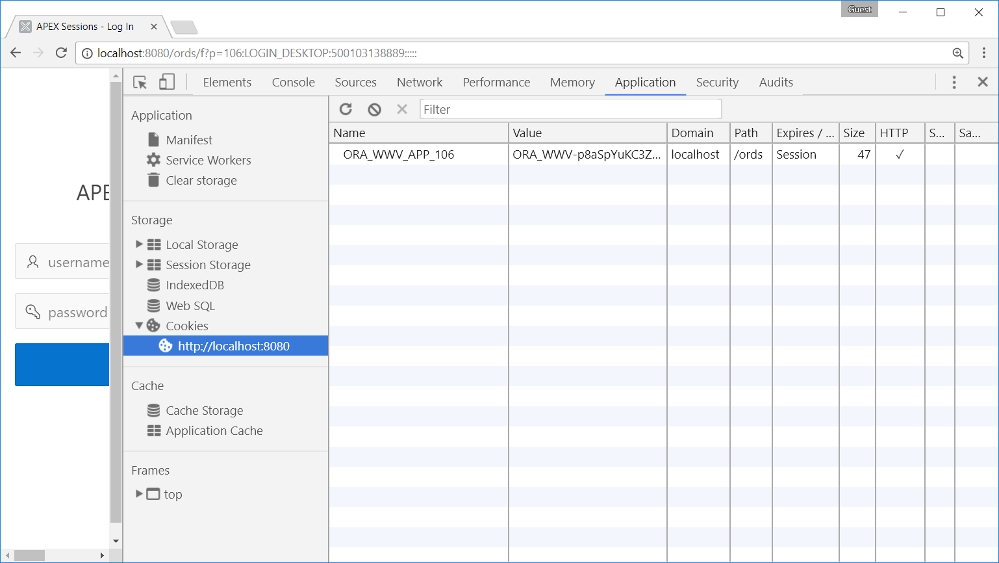 Guest
APEX Sessions - Log In
localhost:8080/ords/f?p=106:LOGIN_DESKTOP:500103138889:::::
Elements Console Sources Network Performance Memory Application Security Audits
Filter
Name Value Domain Path Expires / ... Size HTTP S... Sa...
ORA_WWV_APP_106 ORA_WWV-p8aSpYuKC3Z... localhost /ords Session 47 ✓
Application
Manifest
Service Workers
Clear storage
Storage
Local Storage
Session Storage
IndexedDB
Web SQL
Cookies
http://localhost:8080
Cache
Cache Storage
Application Cache
Frames
top
APE
username
password